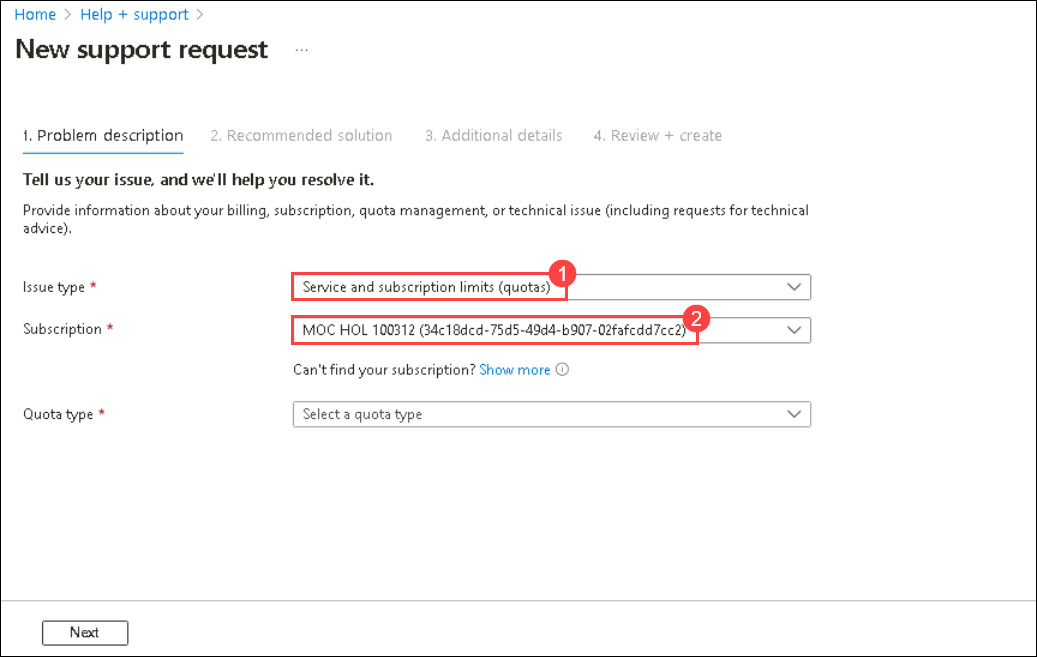 Home > Help + support >
New support request ...
1. Problem description 2. Recommended solution 3. Additional details 4. Review + create
Tell us your issue, and we'll help you resolve it.
Provide information about your billing, subscription, quota management, or technical issue (including requests for technical
advice).
1
Issue type * Service and subscription limits (quotas)
2
Subscription * MOC HOL 100312 (34c18dcd-75d5-49d4-b907-02fafcdd7cc2)
Can't find your subscription? Show more
Quota type * Select a quota type
Next